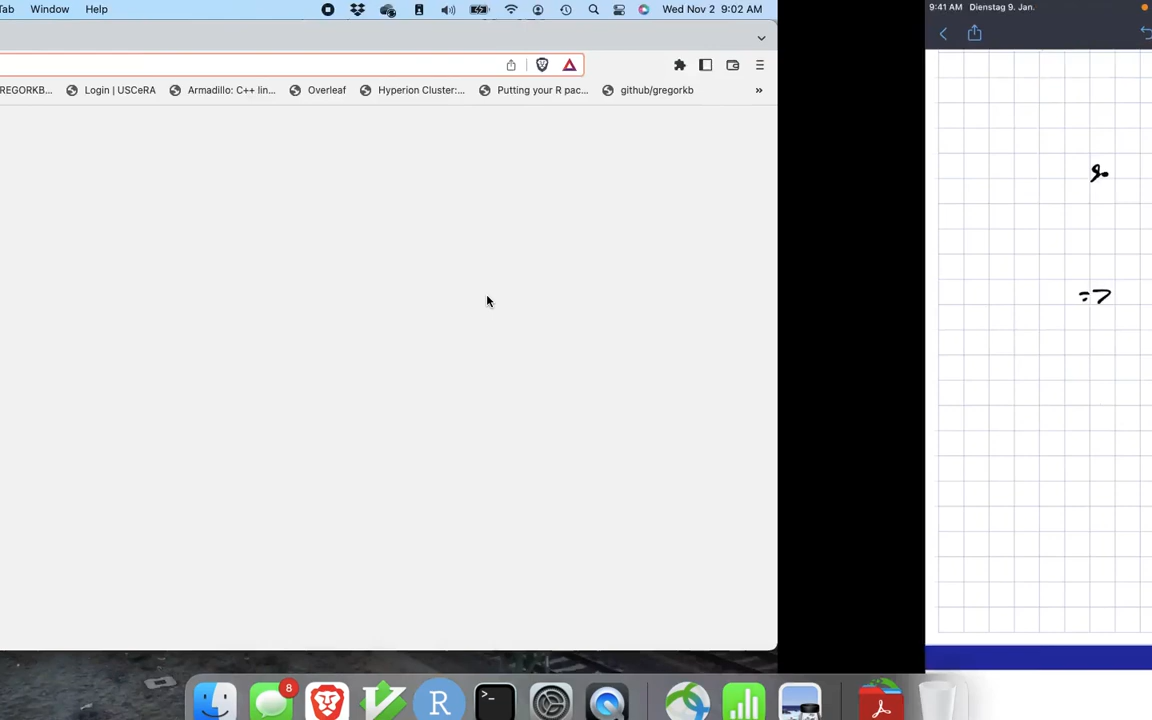 Tab Window Help Wed Nov 2 9:02 AM
REGORKB... Login | USCeRA Armadillo: C++ lin... Overleaf Hyperion Cluster:... Putting your R pac... github/gregorkb »
8
R
>_
9:41 AM Dienstag 9. Jan.
=>